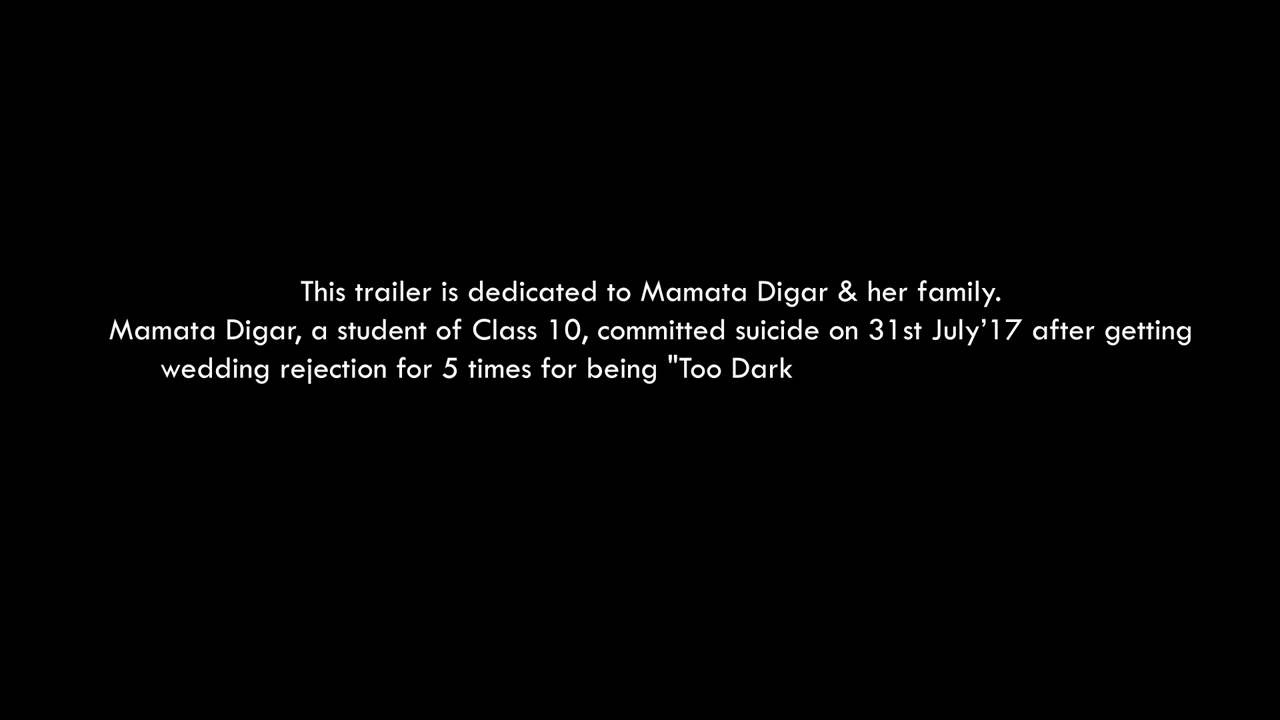 This trailer is dedicated to Mamata Digar & her family.
Mamata Digar, a student of Class 10, committed suicide on 31st July’17 after getting
wedding rejection for 5 times for being "Too Dark